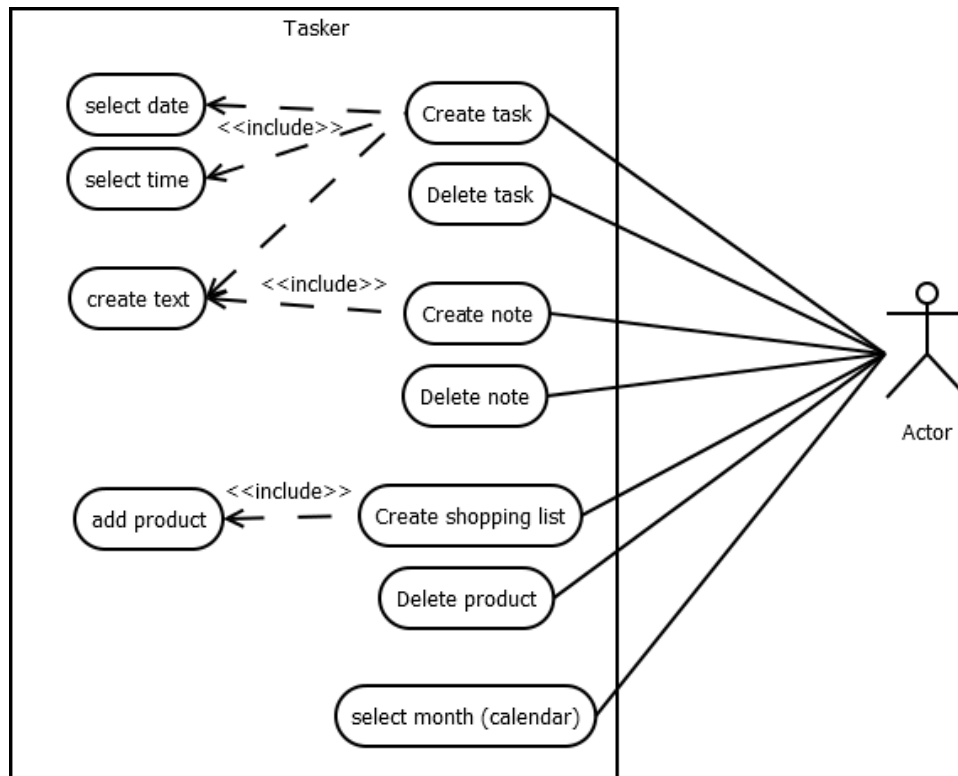 Tasker
select date
Create task
<<include>>
select time
Delete task
<<include>>
create text
Create note
Delete note
Actor
<<include>>
add product
Create shopping list
Delete product
select month (calendar)